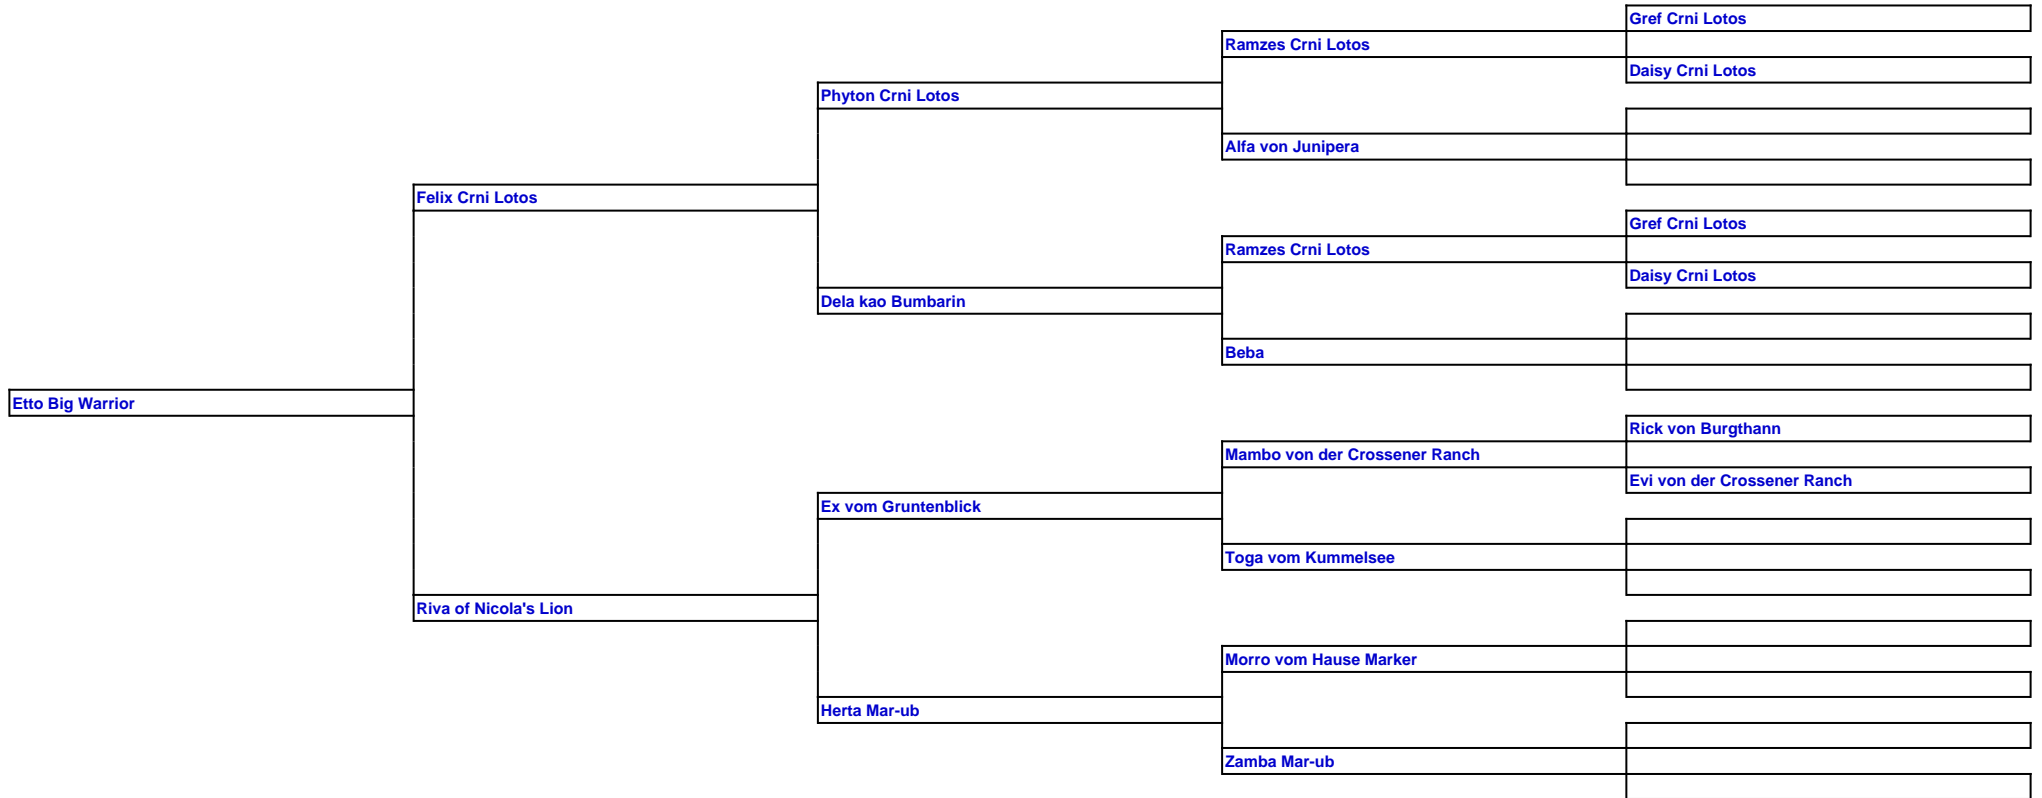 Gref Crni Lotos
Ramzes Crni Lotos
Daisy Crni Lotos
Phyton Crni Lotos
Alfa von Junipera
Felix Crni Lotos
Gref Crni Lotos
Ramzes Crni Lotos
Daisy Crni Lotos
Dela kao Bumbarin
Beba
Etto Big Warrior
Rick von Burgthann
Mambo von der Crossener Ranch
Evi von der Crossener Ranch
Ex vom Gruntenblick
Toga vom Kummelsee
Riva of Nicola's Lion
Morro vom Hause Marker
Herta Mar-ub
Zamba Mar-ub